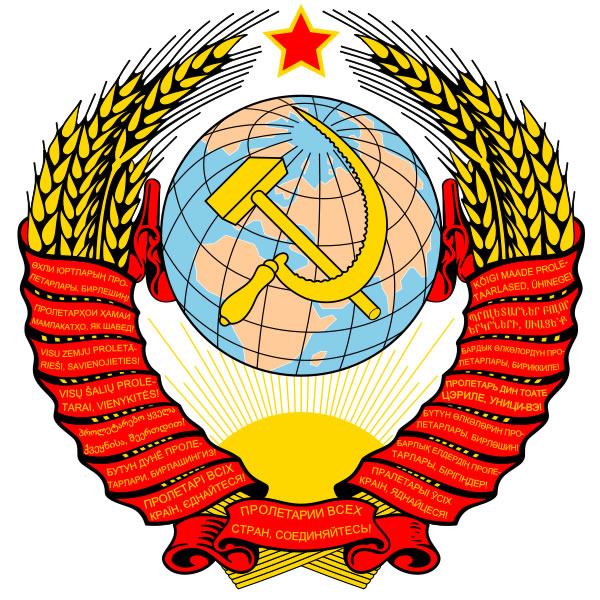 ӨХЛИ ЮРТЛАРЫҢ ПРО-
ЛЕТАРЛАРЫ, БИРЛЕШИҢ!
ПРОЛЕТАРҲОИ ҲАМАИ
МАМЛАКАТҲО, ЯК ШАВЕД!
VISU ZEMJU PROLETĀ-
RIEŠI, SAVIENOJIETIES!
VISŲ ŠALIŲ PROLE-
TARAI, VIENYKITĖS!
პროლეტარებო ყველა
ქვეყნისა, შეერთდით!
БУТУН ДУНЁ ПРОЛЕ-
ТАРЛАРИ, БИРЛАШИНГИЗ!
ПРОЛЕТАРІ ВСІХ
КРАЇН, ЄДНАЙТЕСЯ!
ПРОЛЕТАРИИ ВСЕХ
СТРАН, СОЕДИНЯЙТЕСЬ!
KÕIGI MAADE PROLE-
TAARLASED, ÜHINEGE!
ՊՐՈԼԵՏԱՐՆԵՐ ԲՈԼՈՐ
ԵՐԿՐՆԵՐԻ, ՄԻԱՑԵՔ
БАРДЫК ӨЛКӨЛӨРДҮН ПРО-
ЛЕТАРЛАРЫ, БИРИККИЛЕ!
ПРОЛЕТАРЬ ДИН ТОАТЕ
ЦЭРИЛЕ, УНИЦИ-ВЭ!
БҮТҮН ӨЛКӘЛӘРИН ПРО-
ЛЕТАРЛАРЫ, БИРЛӘШИН!
БАРЛЫҚ ЕЛДЕРДІҢ ПРОЛЕ-
ТАРЛАРЫ, БІРІГІҢДЕР!
ПРАЛЕТАРЫІ ЎСІХ
КРАІН, ЯДНАЙЦЕСЯ!